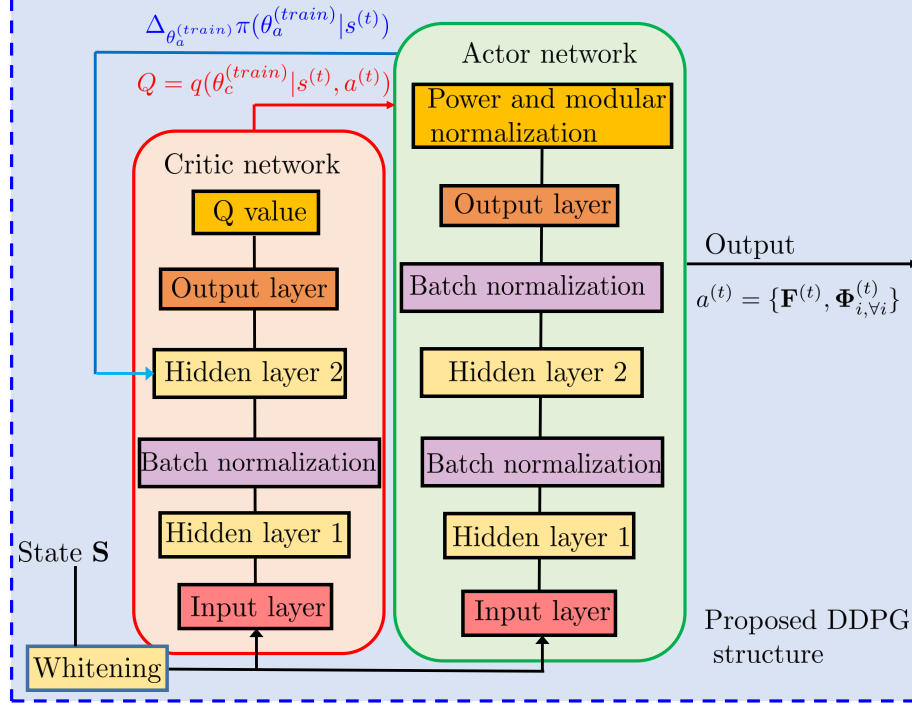 Δ_{θ_a^{(train)}} π(θ_a^{(train)}|s^{(t)})
Q = q(θ_c^{(train)}|s^{(t)}, a^{(t)})
Actor network
Power and modular
normalization
Output layer
Batch normalization
Hidden layer 2
Batch normalization
Hidden layer 1
Input layer
Critic network
Q value
Output layer
Hidden layer 2
Batch normalization
Hidden layer 1
Input layer
State S
Whitening
Output
a^{(t)} = {F^{(t)}, Φ_{i,∀i}^{(t)}}
Proposed DDPG
structure